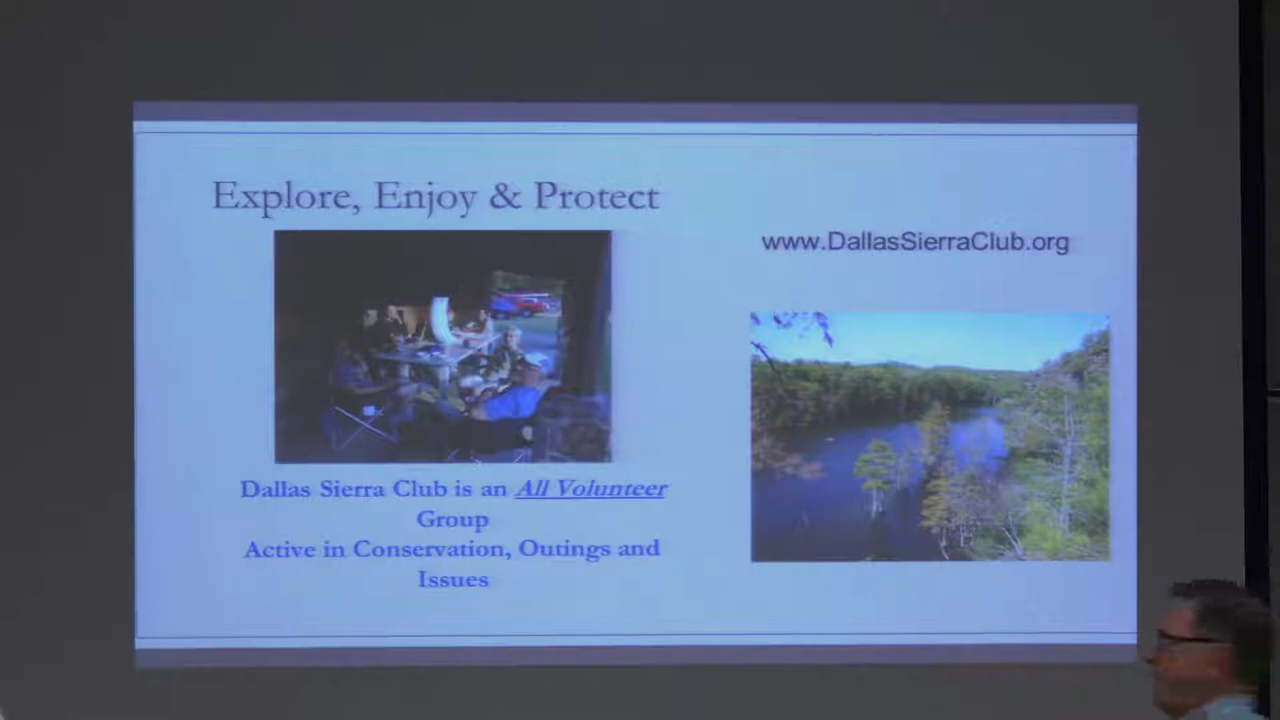 Explore, Enjoy & Protect
www.DallasSierraClub.org
Dallas Sierra Club is an All Volunteer
Group
Active in Conservation, Outings and
Issues